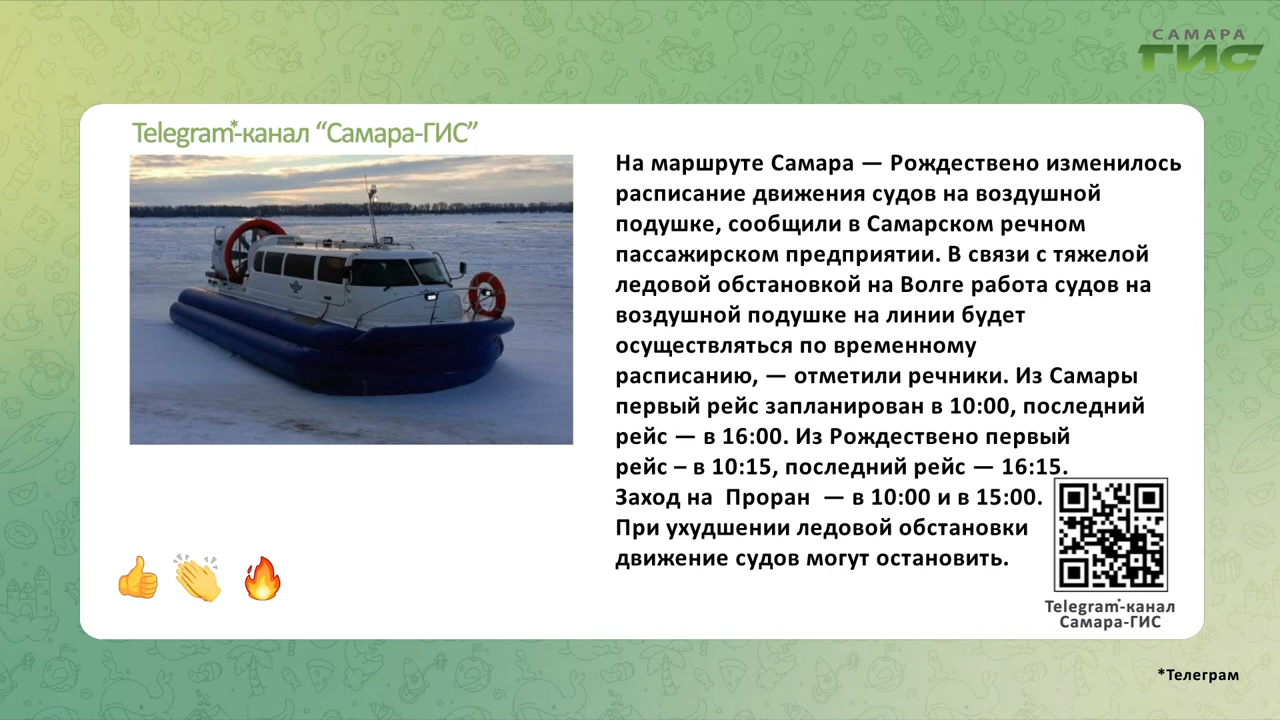 САМАРА
ГИС
Telegram*-канал “Самара-ГИС”
На маршруте Самара — Рождествено изменилось
расписание движения судов на воздушной
подушке, сообщили в Самарском речном
пассажирском предприятии. В связи с тяжелой
ледовой обстановкой на Волге работа судов на
воздушной подушке на линии будет
осуществляться по временному
расписанию, — отметили речники. Из Самары
первый рейс запланирован в 10:00, последний
рейс — в 16:00. Из Рождествено первый
рейс – в 10:15, последний рейс — 16:15.
Заход на  Проран  — в 10:00 и в 15:00.
При ухудшении ледовой обстановки
движение судов могут остановить.
Telegram*-канал
Самара-ГИС
*Телеграм